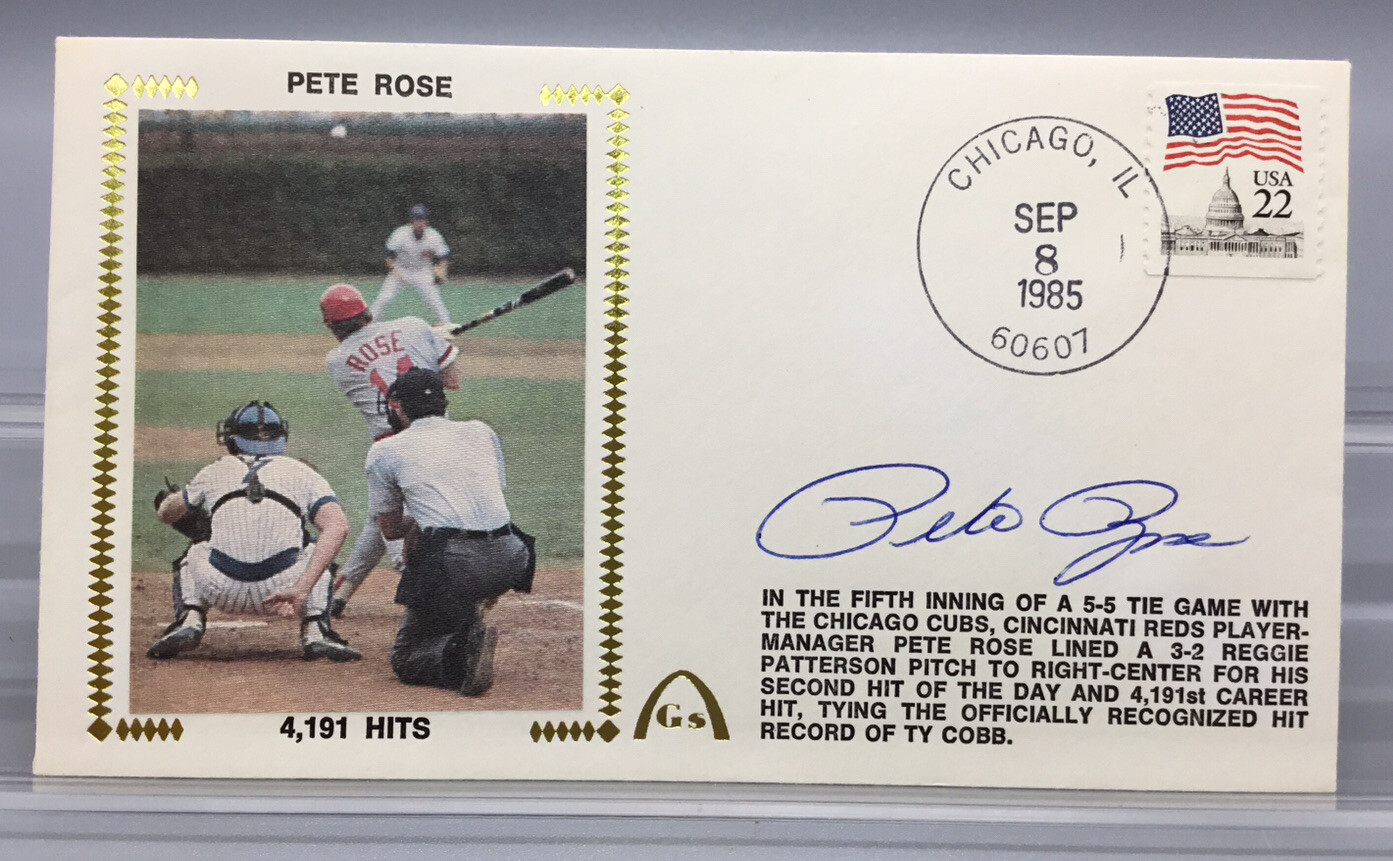 PETE ROSE
CHICAGO, IL
SEP
8
1985
60607
USA
22
ROSE
14
Pete Rose
IN THE FIFTH INNING OF A 5-5 TIE GAME WITH
THE CHICAGO CUBS, CINCINNATI REDS PLAYER-
MANAGER PETE ROSE LINED A 3-2 REGGIE
PATTERSON PITCH TO RIGHT-CENTER FOR HIS
SECOND HIT OF THE DAY AND 4,191st CAREER
HIT, TYING THE OFFICIALLY RECOGNIZED HIT
RECORD OF TY COBB.
4,191 HITS
Gs